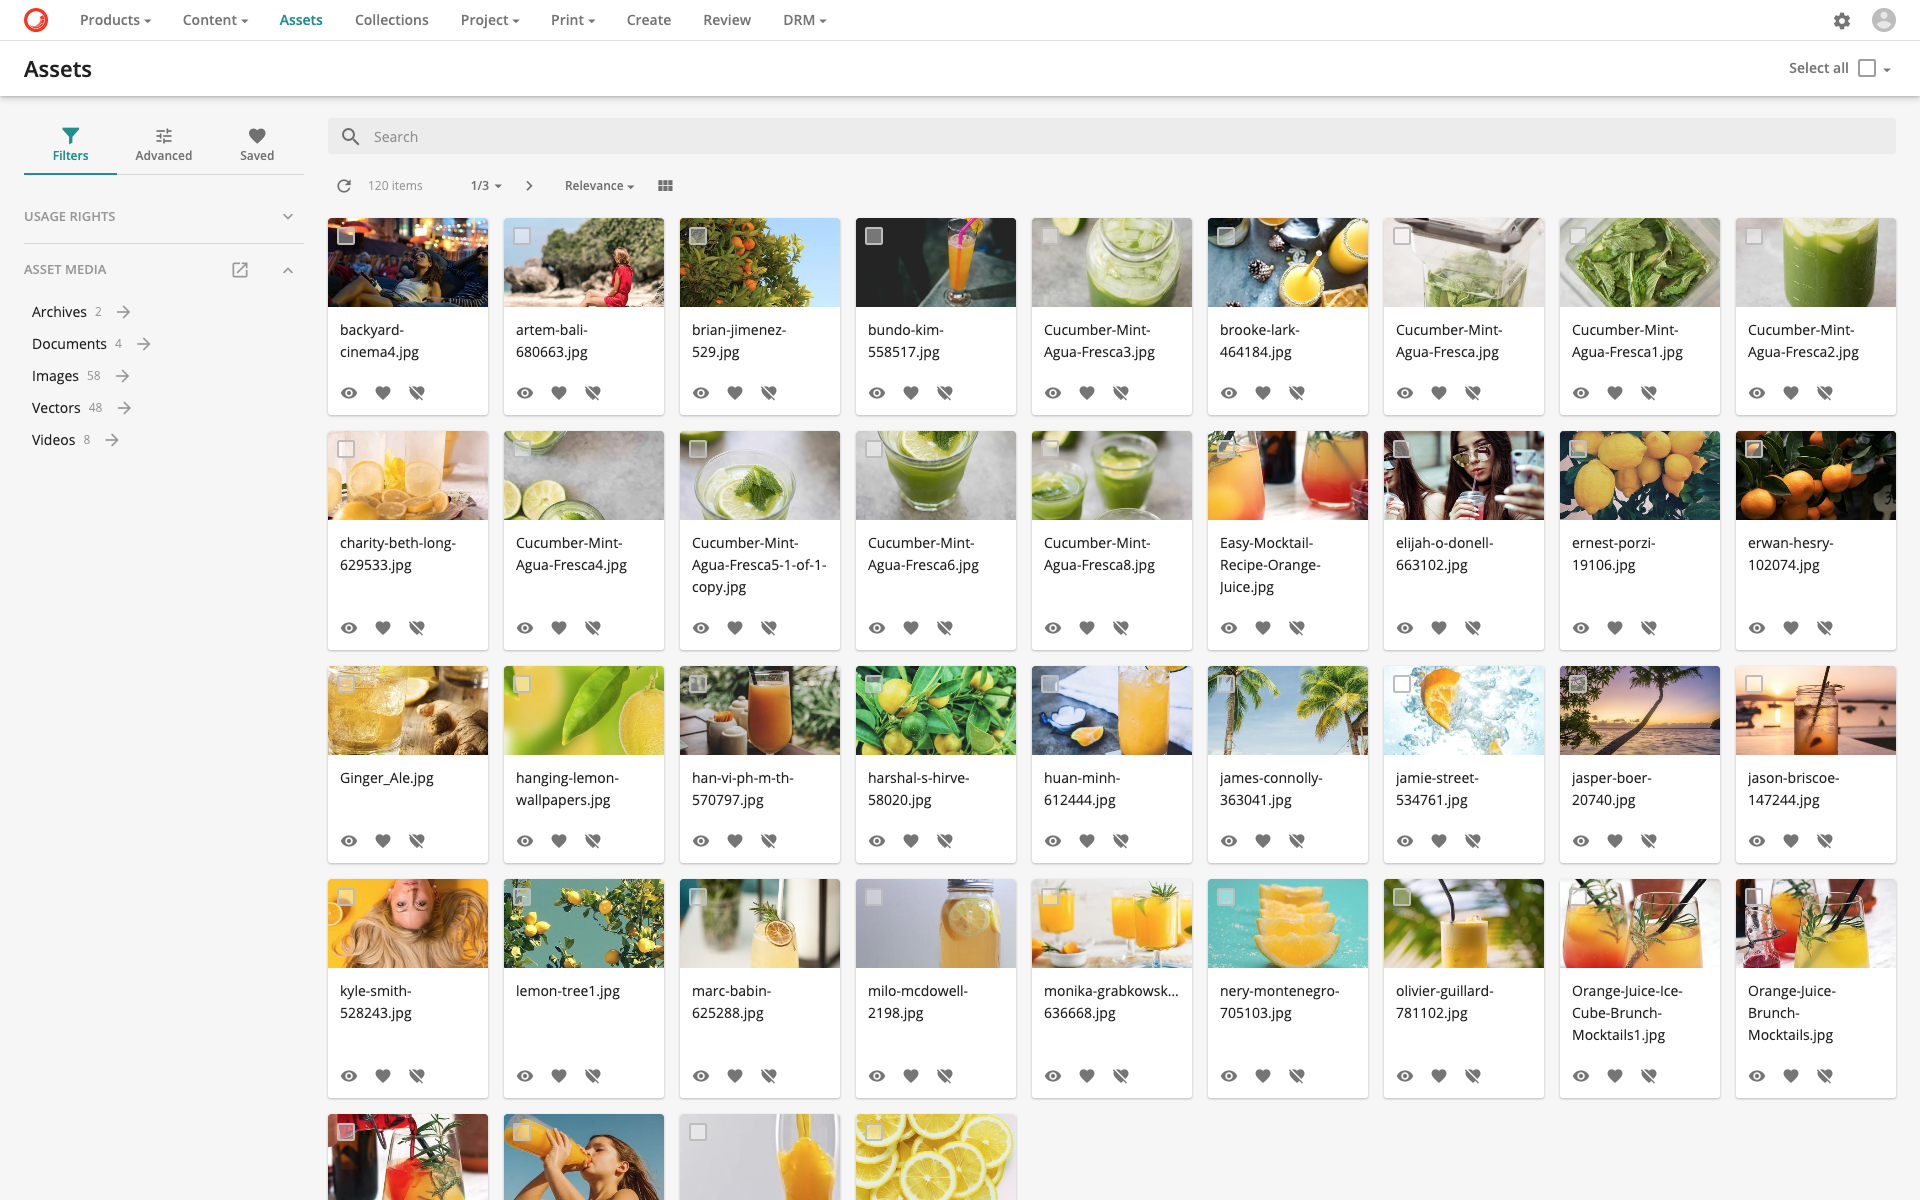 Products Content Assets Collections Project Print Create Review DRM
Assets
Select all
Filters Advanced Saved
Search
120 items 1/3 Relevance
USAGE RIGHTS
ASSET MEDIA
Archives 2
Documents 4
Images 58
Vectors 48
Videos 8
backyard-
cinema4.jpg
artem-bali-
680663.jpg
brian-jimenez-
529.jpg
bundo-kim-
558517.jpg
Cucumber-Mint-
Agua-Fresca3.jpg
brooke-lark-
464184.jpg
Cucumber-Mint-
Agua-Fresca.jpg
Cucumber-Mint-
Agua-Fresca1.jpg
Cucumber-Mint-
Agua-Fresca2.jpg
charity-beth-long-
629533.jpg
Cucumber-Mint-
Agua-Fresca4.jpg
Cucumber-Mint-
Agua-Fresca5-1-of-1-
copy.jpg
Cucumber-Mint-
Agua-Fresca6.jpg
Cucumber-Mint-
Agua-Fresca8.jpg
Easy-Mocktail-
Recipe-Orange-
Juice.jpg
elijah-o-donell-
663102.jpg
ernest-porzi-
19106.jpg
erwan-hesry-
102074.jpg
Ginger_Ale.jpg
hanging-lemon-
wallpapers.jpg
han-vi-ph-m-th-
570797.jpg
harshal-s-hirve-
58020.jpg
huan-minh-
612444.jpg
james-connolly-
363041.jpg
jamie-street-
534761.jpg
jasper-boer-
20740.jpg
jason-briscoe-
147244.jpg
kyle-smith-
528243.jpg
lemon-tree1.jpg
marc-babin-
625288.jpg
milo-mcdowell-
2198.jpg
monika-grabkowsk...
636668.jpg
nery-montenegro-
705103.jpg
olivier-guillard-
781102.jpg
Orange-Juice-Ice-
Cube-Brunch-
Mocktails1.jpg
Orange-Juice-
Brunch-
Mocktails.jpg